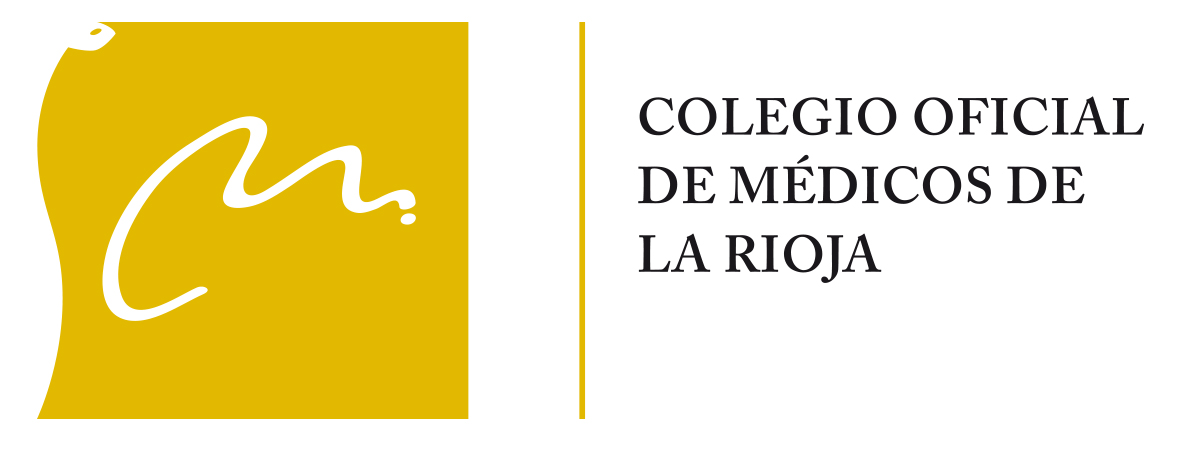 COLEGIO OFICIAL
DE MÉDICOS DE
LA RIOJA